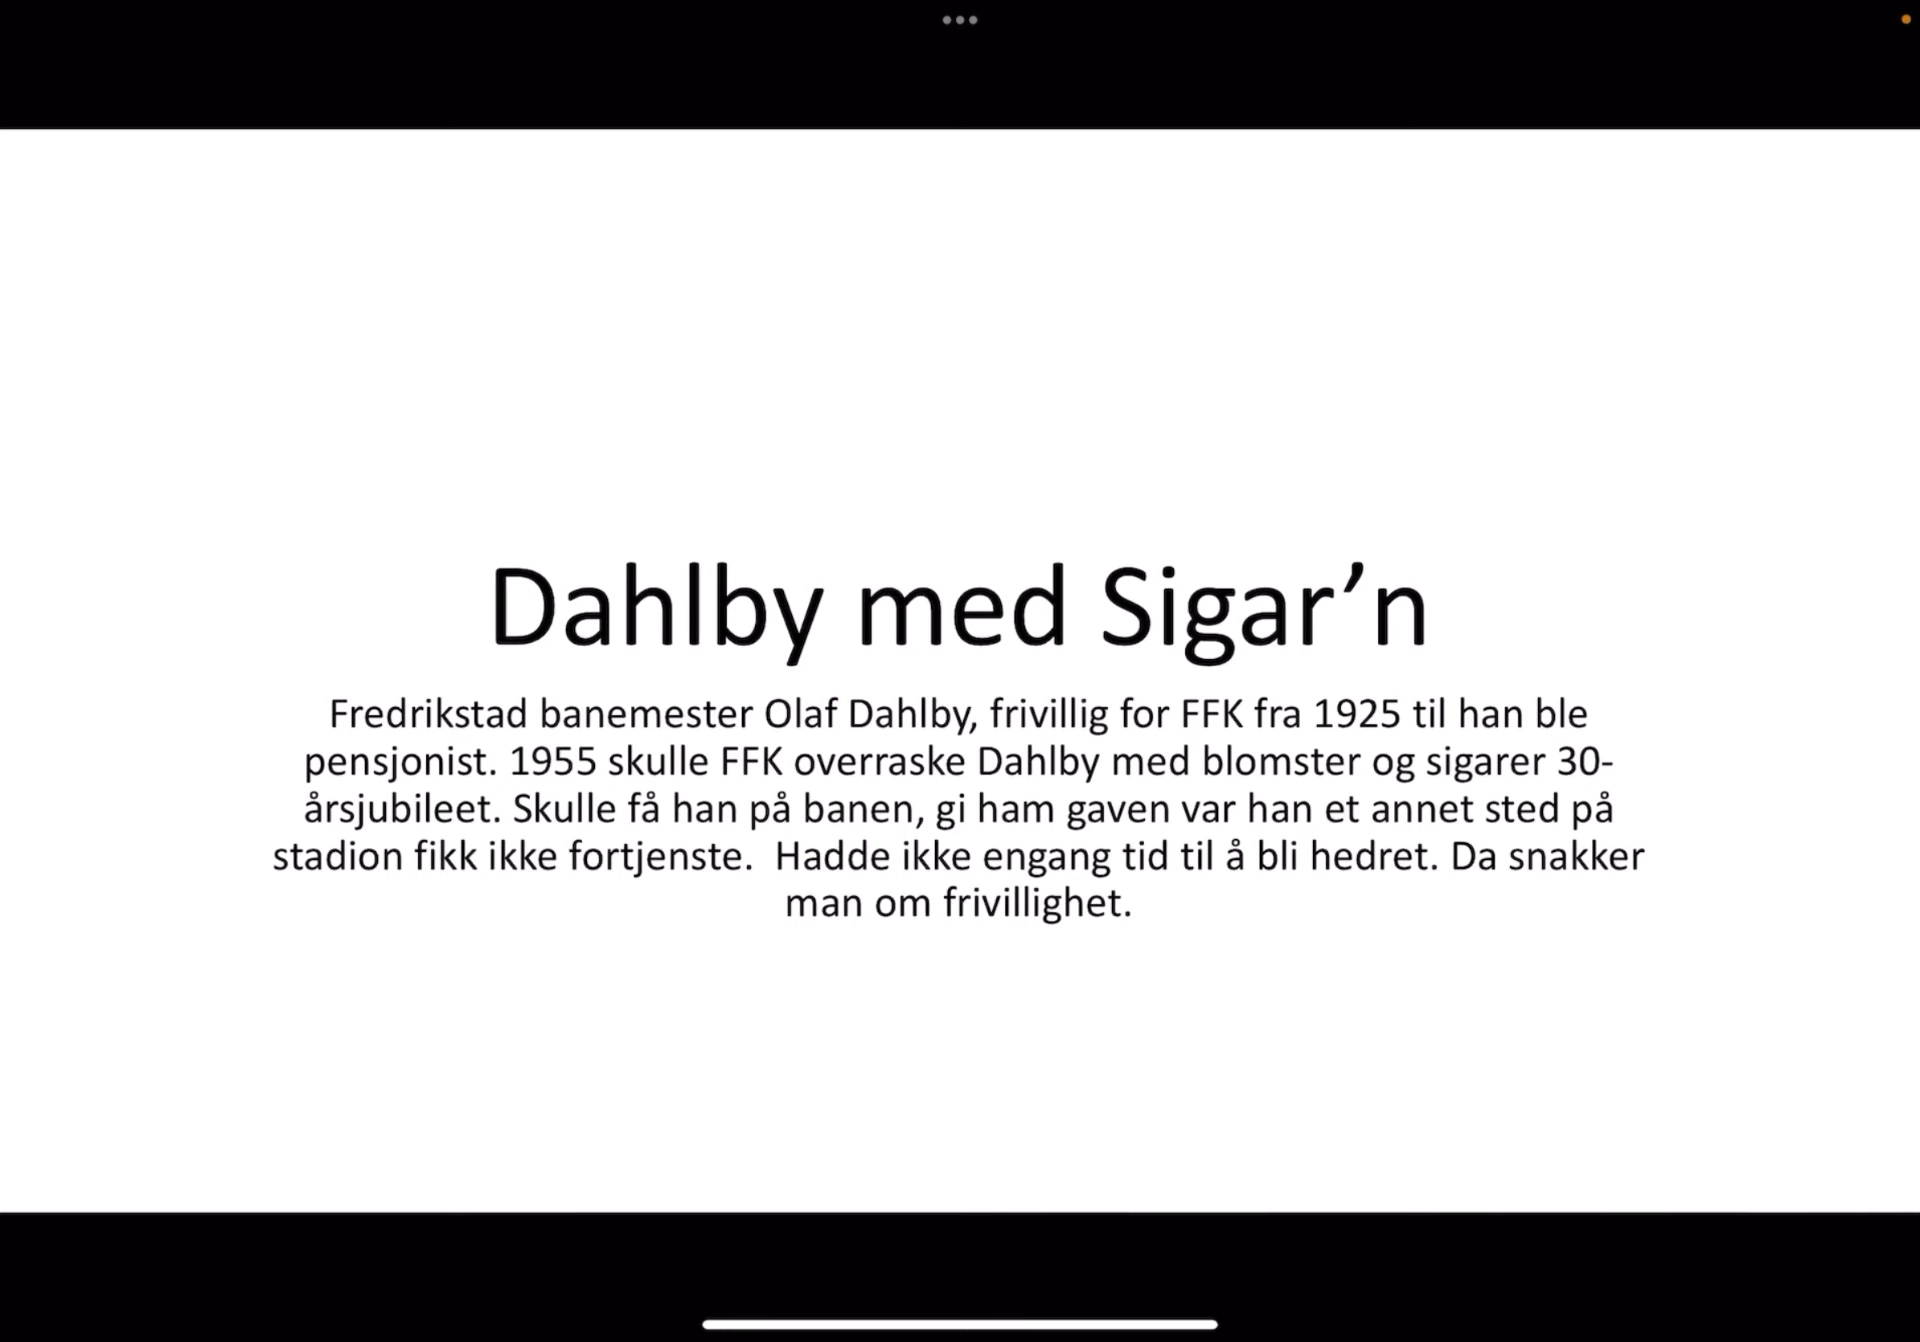 Dahlby med Sigar’n
Fredrikstad banemester Olaf Dahlby, frivillig for FFK fra 1925 til han ble
pensjonist. 1955 skulle FFK overraske Dahlby med blomster og sigarer 30-
årsjubileet. Skulle få han på banen, gi ham gaven var han et annet sted på
stadion fikk ikke fortjenste.  Hadde ikke engang tid til å bli hedret. Da snakker
man om frivillighet.